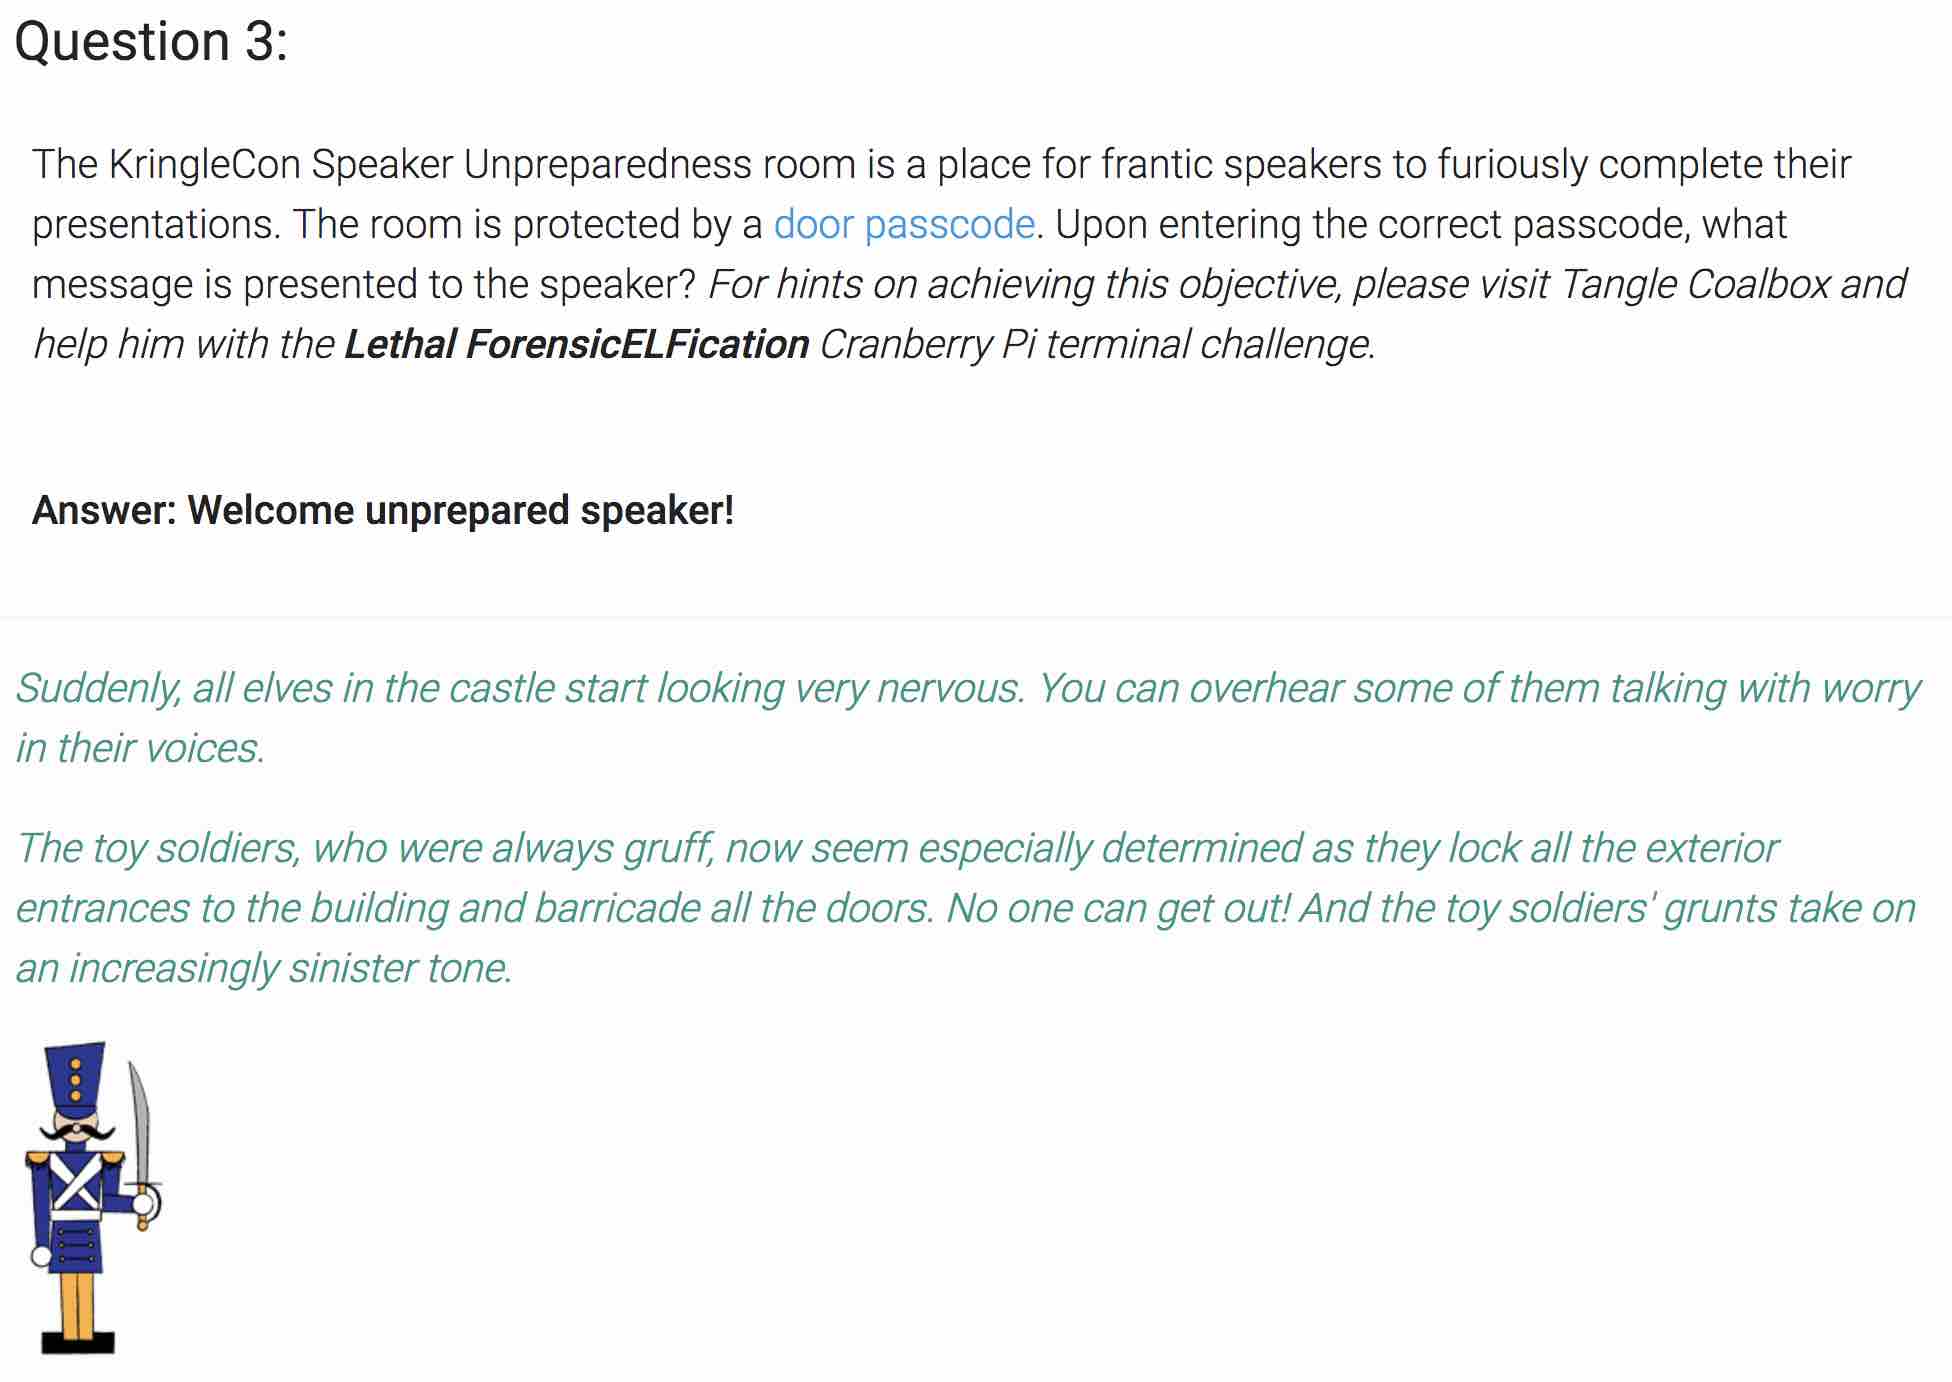 Question 3:
The KringleCon Speaker Unpreparedness room is a place for frantic speakers to furiously complete their
presentations. The room is protected by a door passcode. Upon entering the correct passcode, what
message is presented to the speaker? For hints on achieving this objective, please visit Tangle Coalbox and
help him with the Lethal ForensicELFication Cranberry Pi terminal challenge.
Answer: Welcome unprepared speaker!
Suddenly, all elves in the castle start looking very nervous. You can overhear some of them talking with worry
in their voices.
The toy soldiers, who were always gruff, now seem especially determined as they lock all the exterior
entrances to the building and barricade all the doors. No one can get out! And the toy soldiers' grunts take on
an increasingly sinister tone.